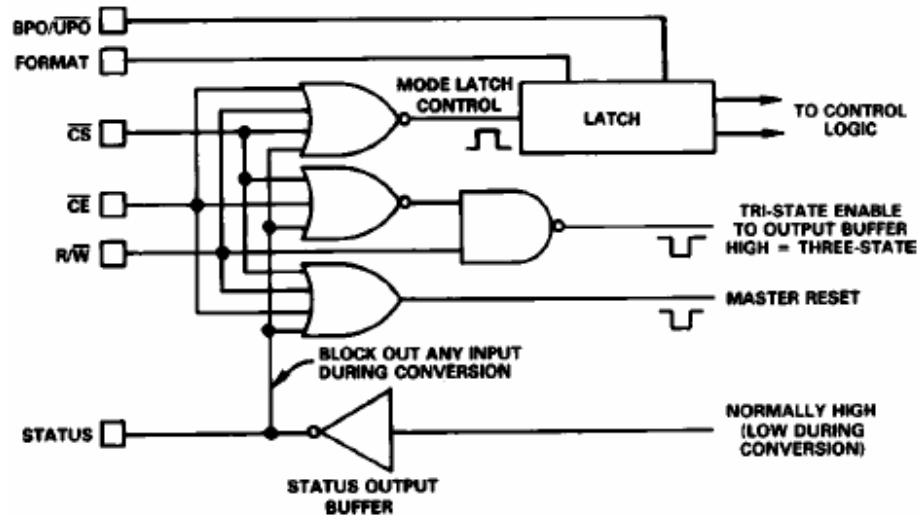 BPO/UPO
FORMAT
CS
CE
R/W
STATUS
MODE LATCH
CONTROL
LATCH
TO CONTROL
LOGIC
TRI-STATE ENABLE
TO OUTPUT BUFFER
HIGH = THREE-STATE
MASTER RESET
BLOCK OUT ANY INPUT
DURING CONVERSION
NORMALLY HIGH
(LOW DURING
CONVERSION)
STATUS OUTPUT
BUFFER